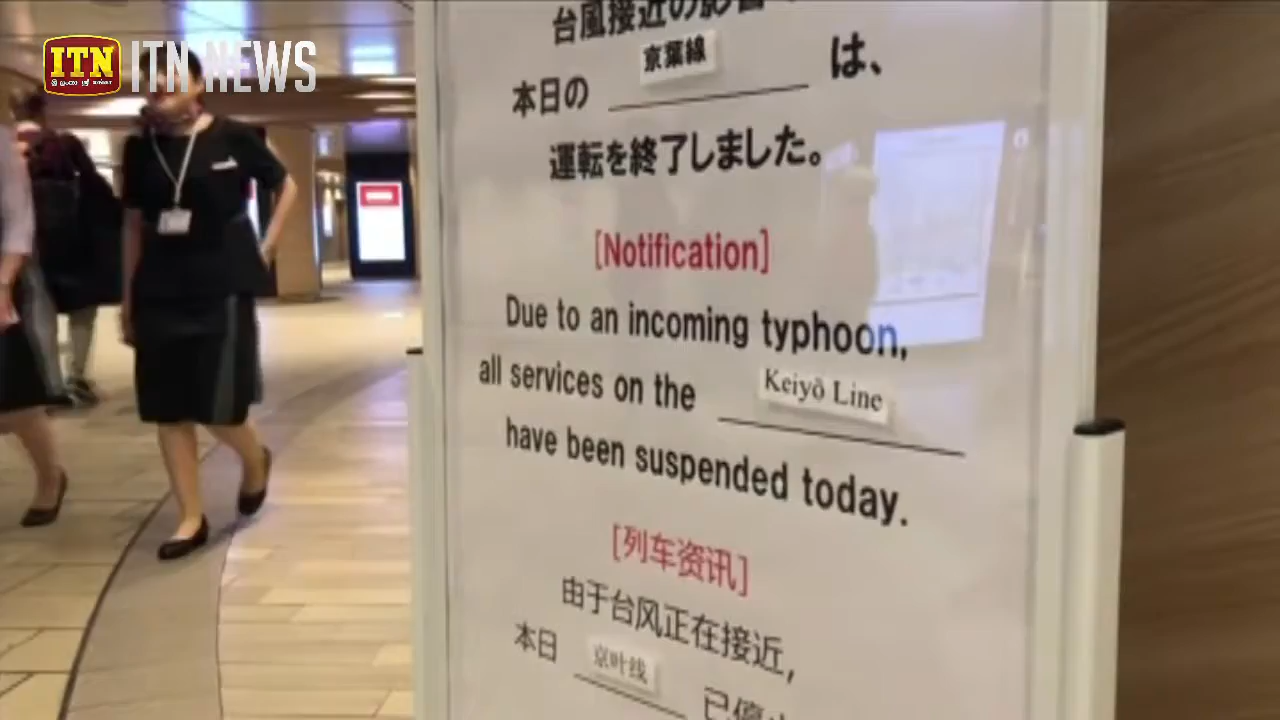 ITN NEWS
ITN
台風接近の影響
京葉線
本日の は、
運転を終了しました。
[Notification]
Due to an incoming typhoon,
all services on the Keiyō Line
have been suspended today.
[列车资讯]
由于台风正在接近,
本日 京叶线 已停